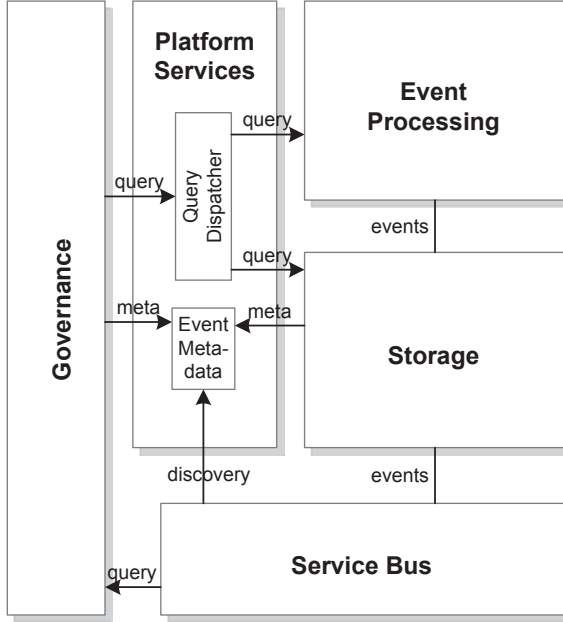 Platform
Services
Event
Processing
query
query
Query
Dispatcher
events
query
Governance
meta
meta
Event
Meta-
data
Storage
discovery
events
query
Service Bus